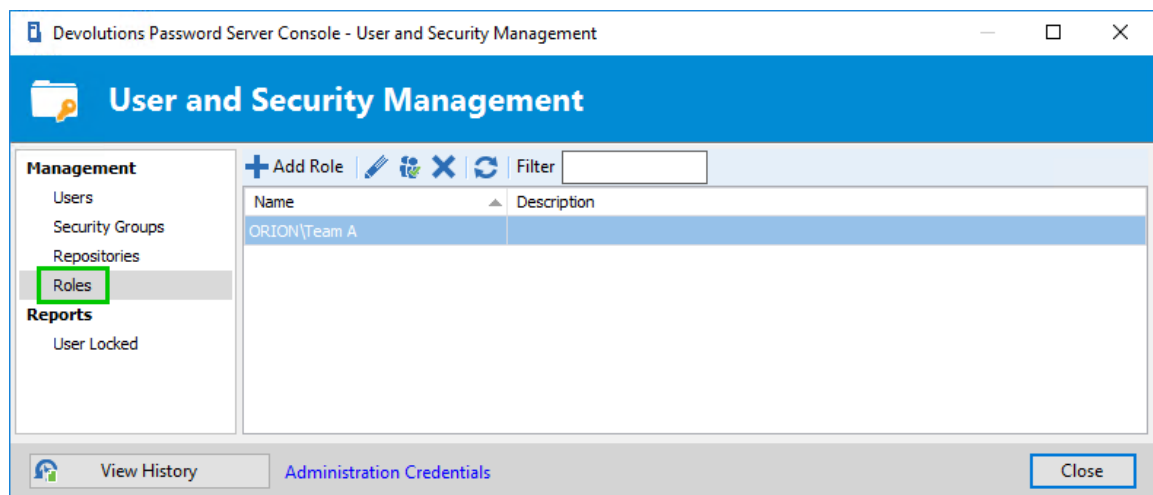 Devolutions Password Server Console - User and Security Management
User and Security Management
Management
Users
Security Groups
Repositories
Roles
Reports
User Locked
Add Role Filter
Name Description
ORION\Team A
View History Administration Credentials Close